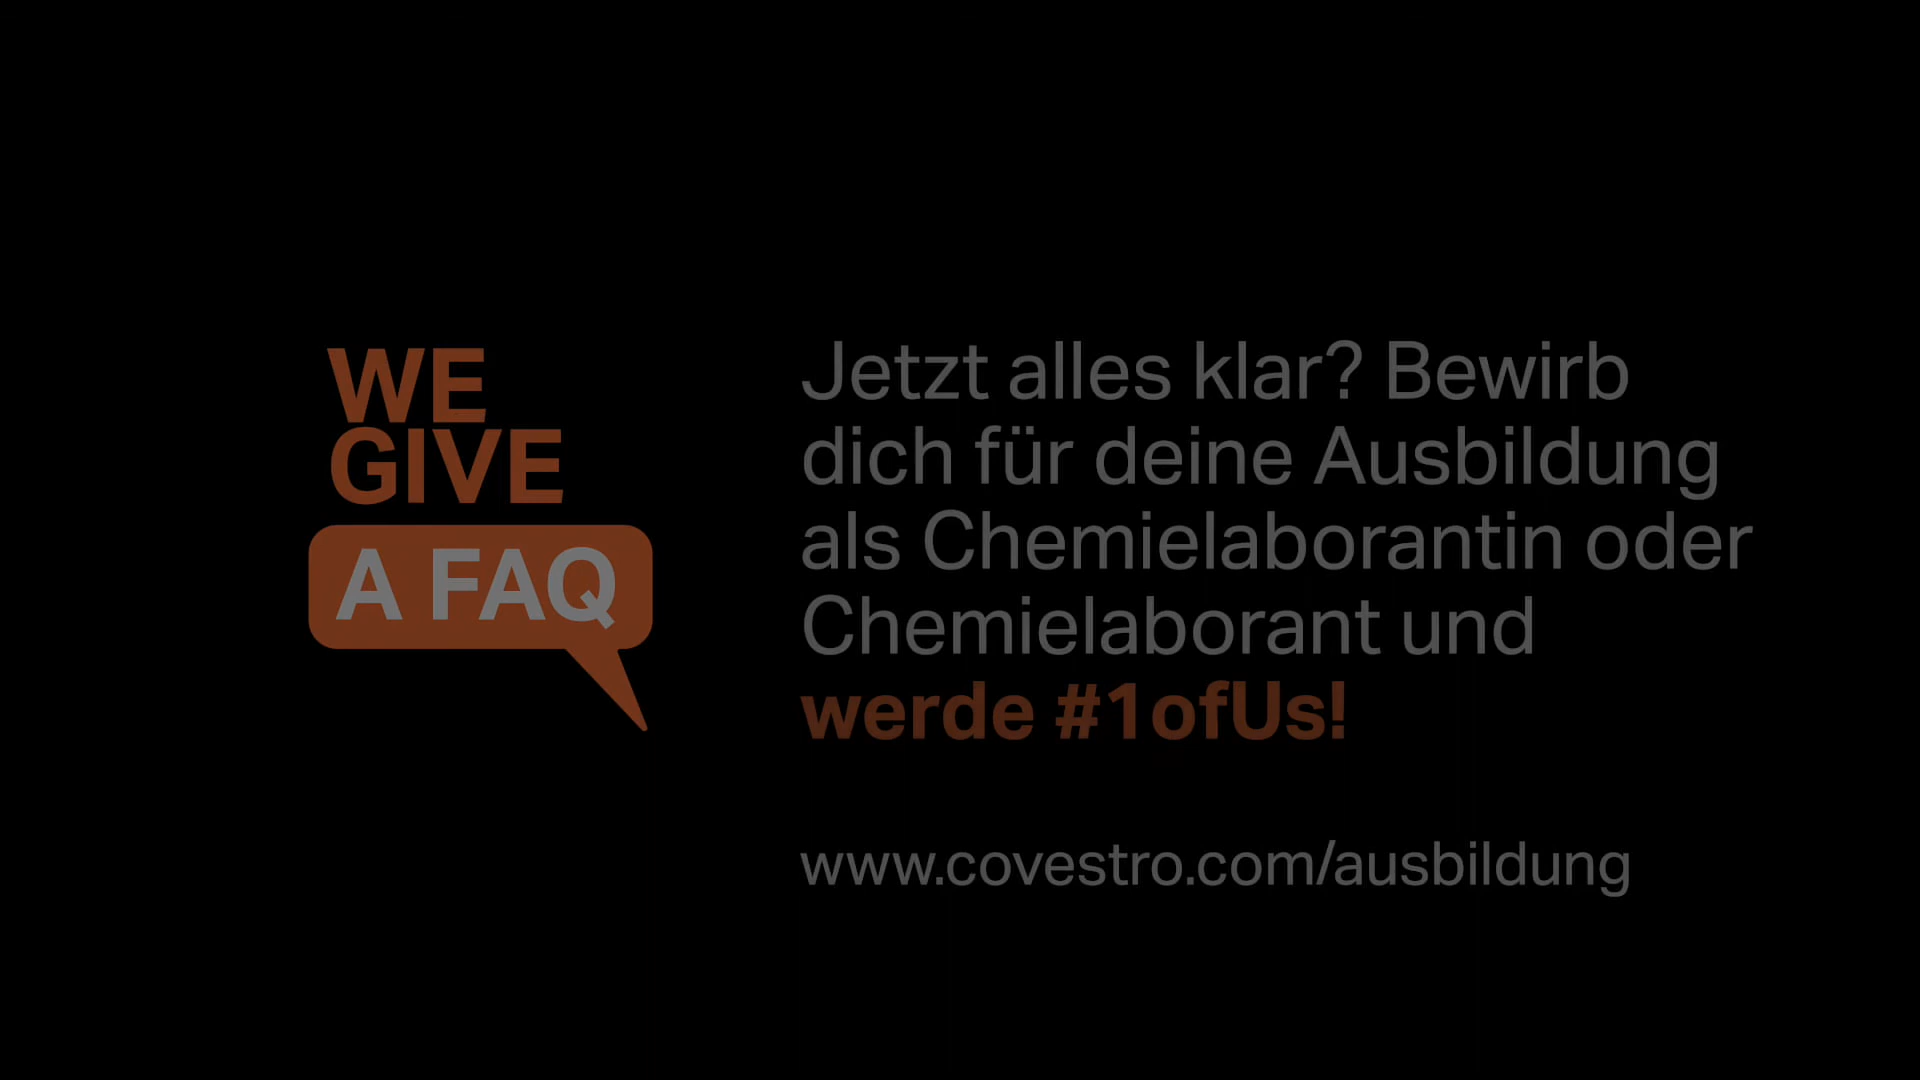 WE
GIVE
A FAQ
Jetzt alles klar? Bewirb
dich für deine Ausbildung
als Chemielaborantin oder
Chemielaborant und
werde #1ofUs!
www.covestro.com/ausbildung